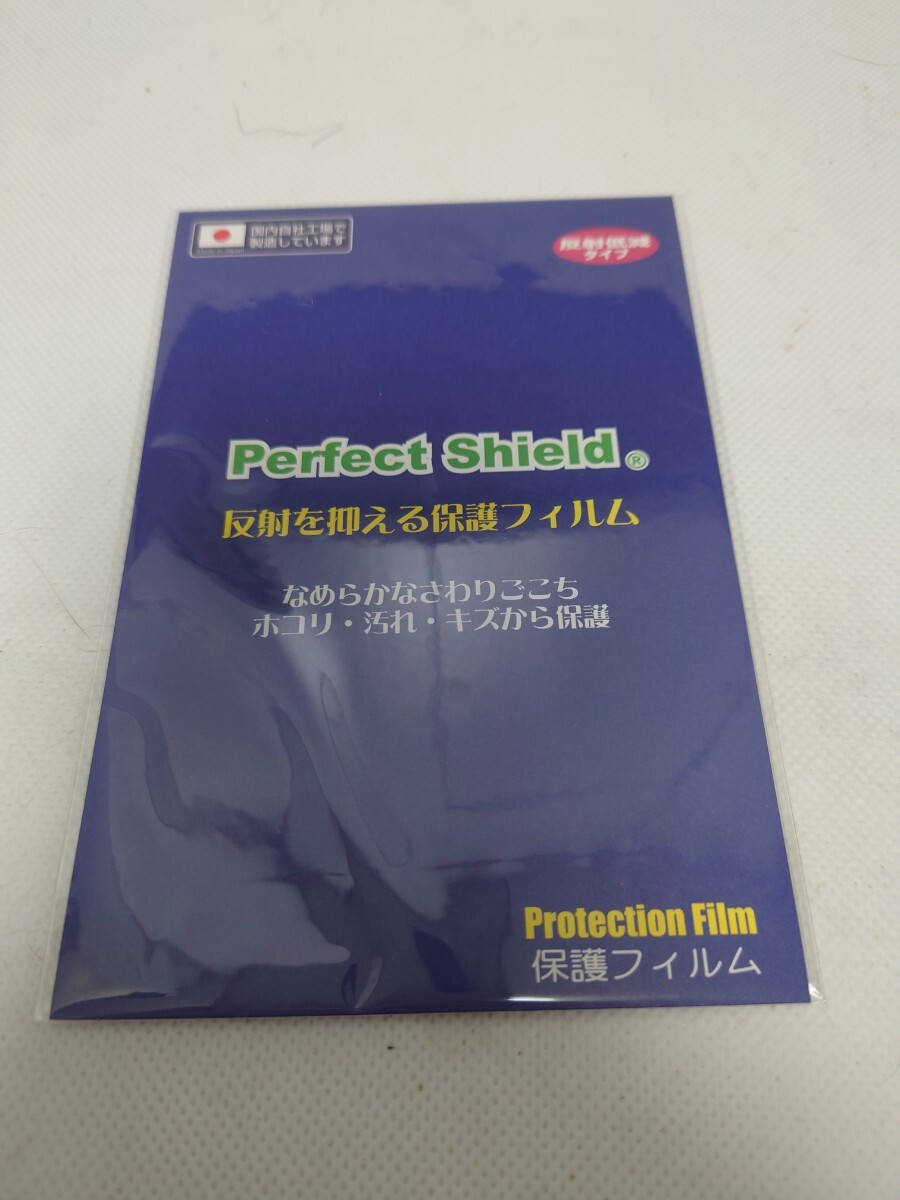 国内自社工場で
製造しています
反射低減
タイプ
Perfect Shield®
反射を抑える保護フィルム
なめらかなさわりごこち
ホコリ・汚れ・キズから保護
Protection Film
保護フィルム